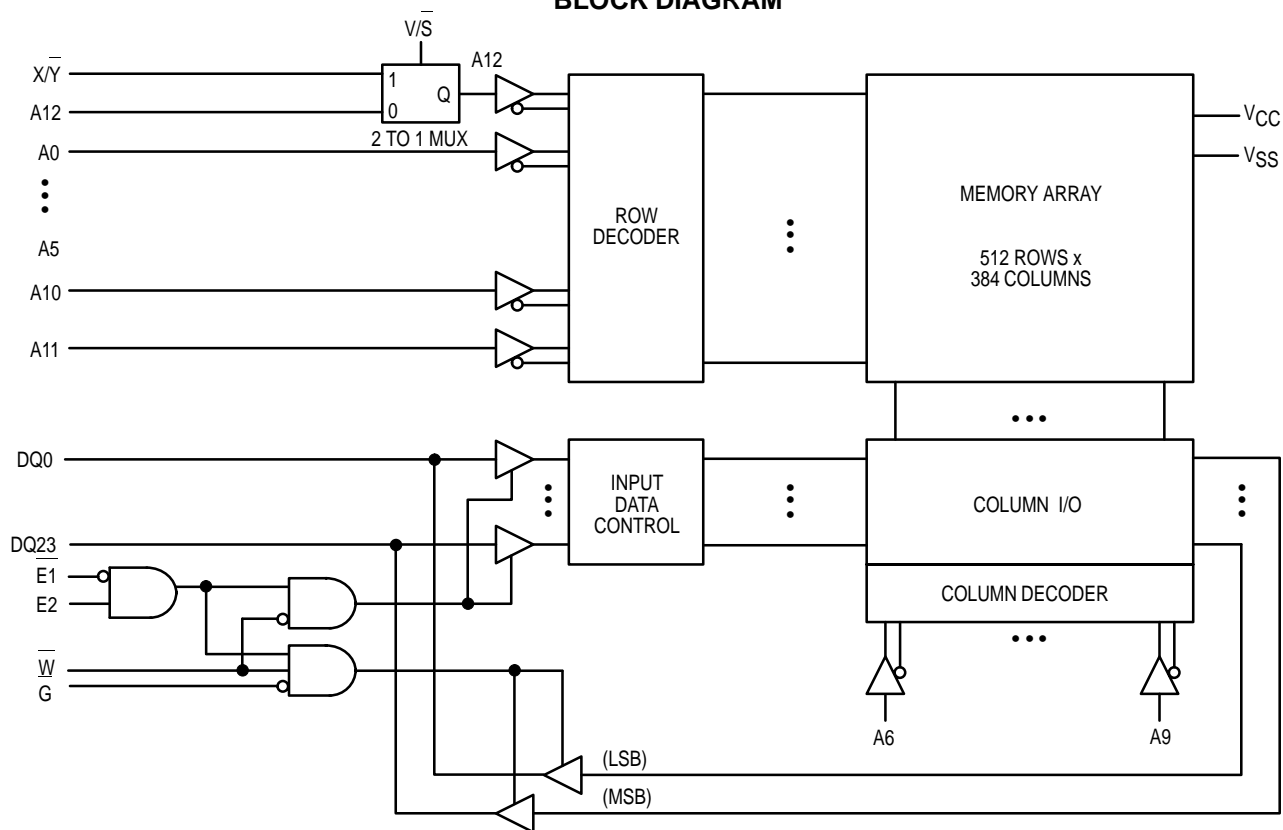 BLOCK DIAGRAM
V/S̅
X/Y̅
A12
1
Q
A12
0
2 TO 1 MUX
A0
A5
A10
A11
ROW
DECODER
MEMORY ARRAY
512 ROWS x
384 COLUMNS
VCC
VSS
DQ0
DQ23
E̅1̅
E2
W̅
G̅
INPUT
DATA
CONTROL
COLUMN I/O
COLUMN DECODER
A6
A9
(LSB)
(MSB)